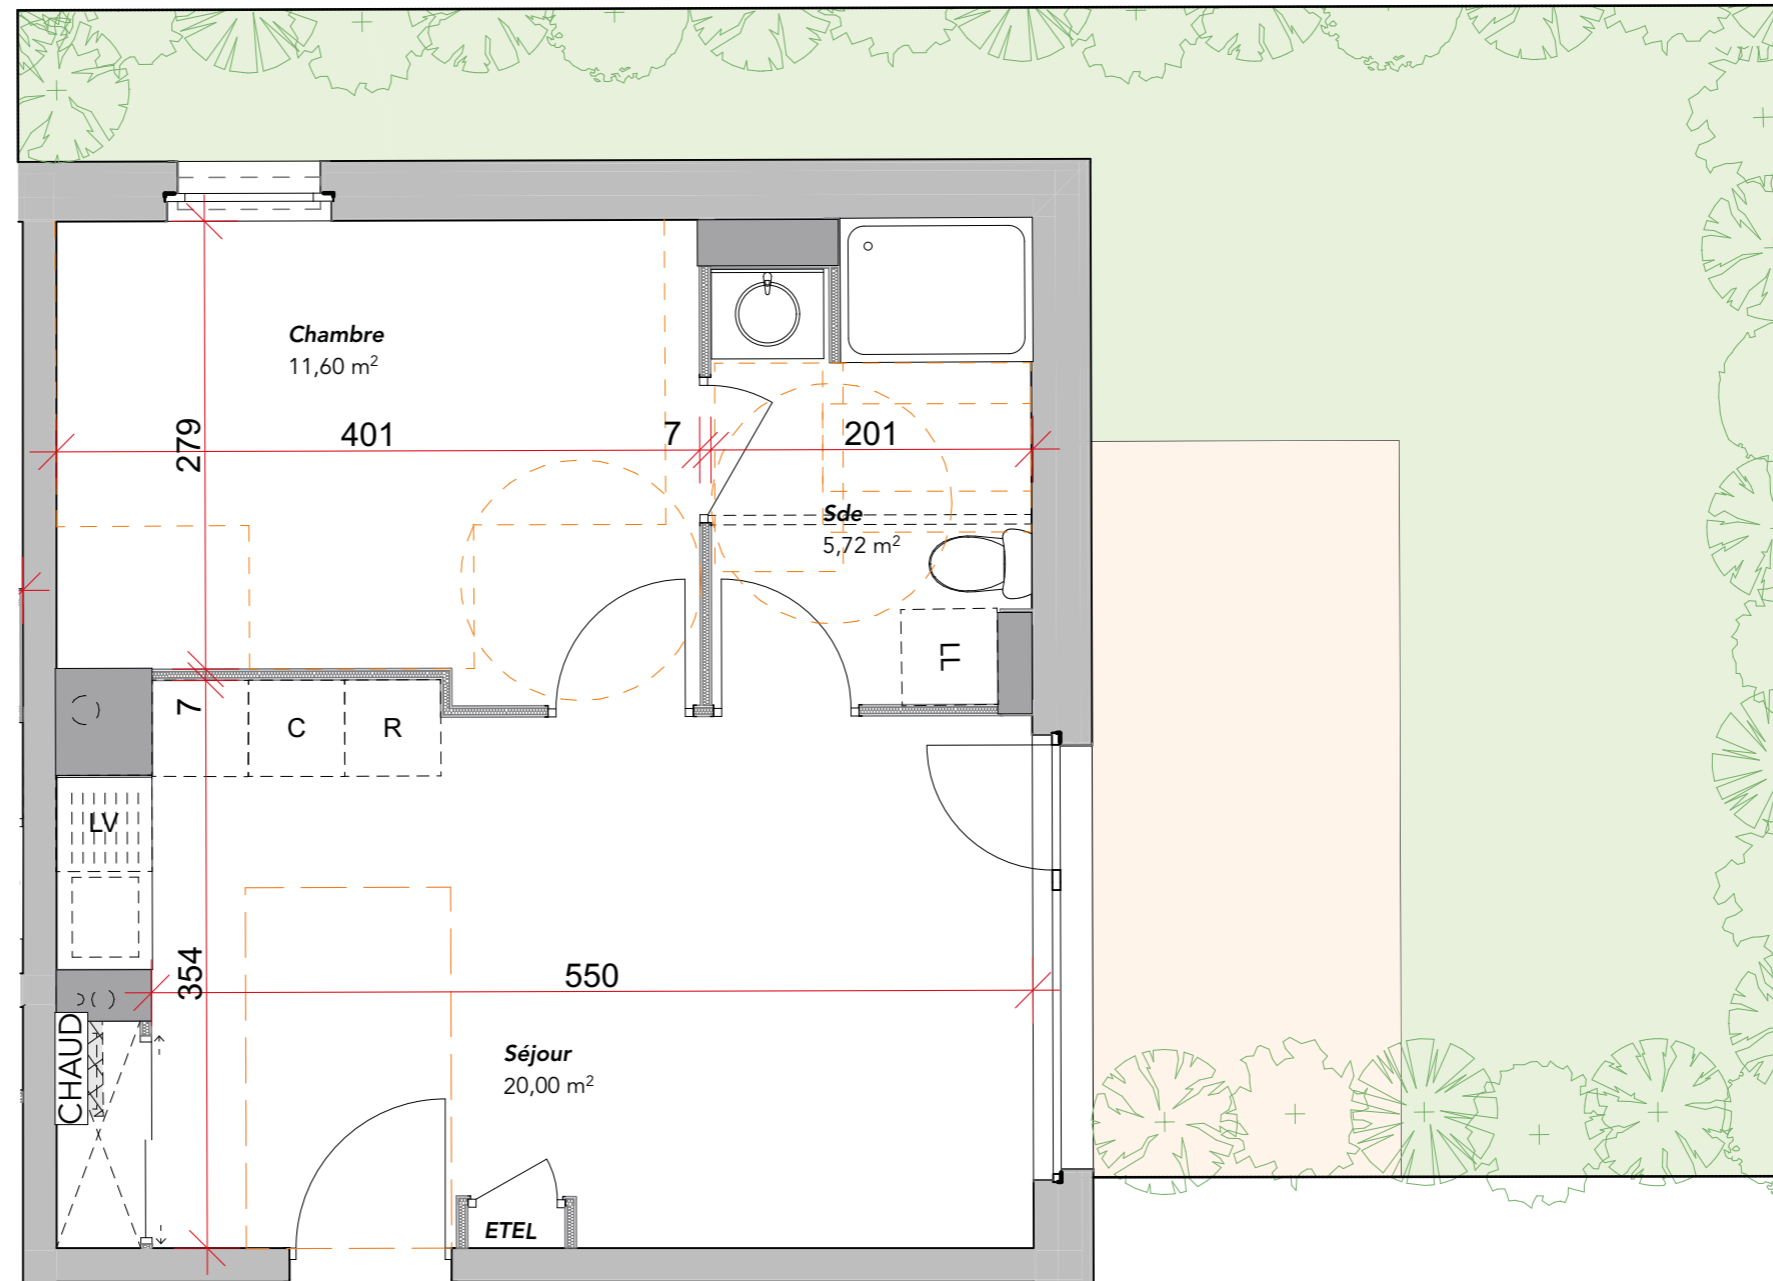 Chambre
11,60 m²
279
401
7
201
Sde
5,72 m²
LL
7
C
R
LV
354
550
CHAUD
Séjour
20,00 m²
ETEL